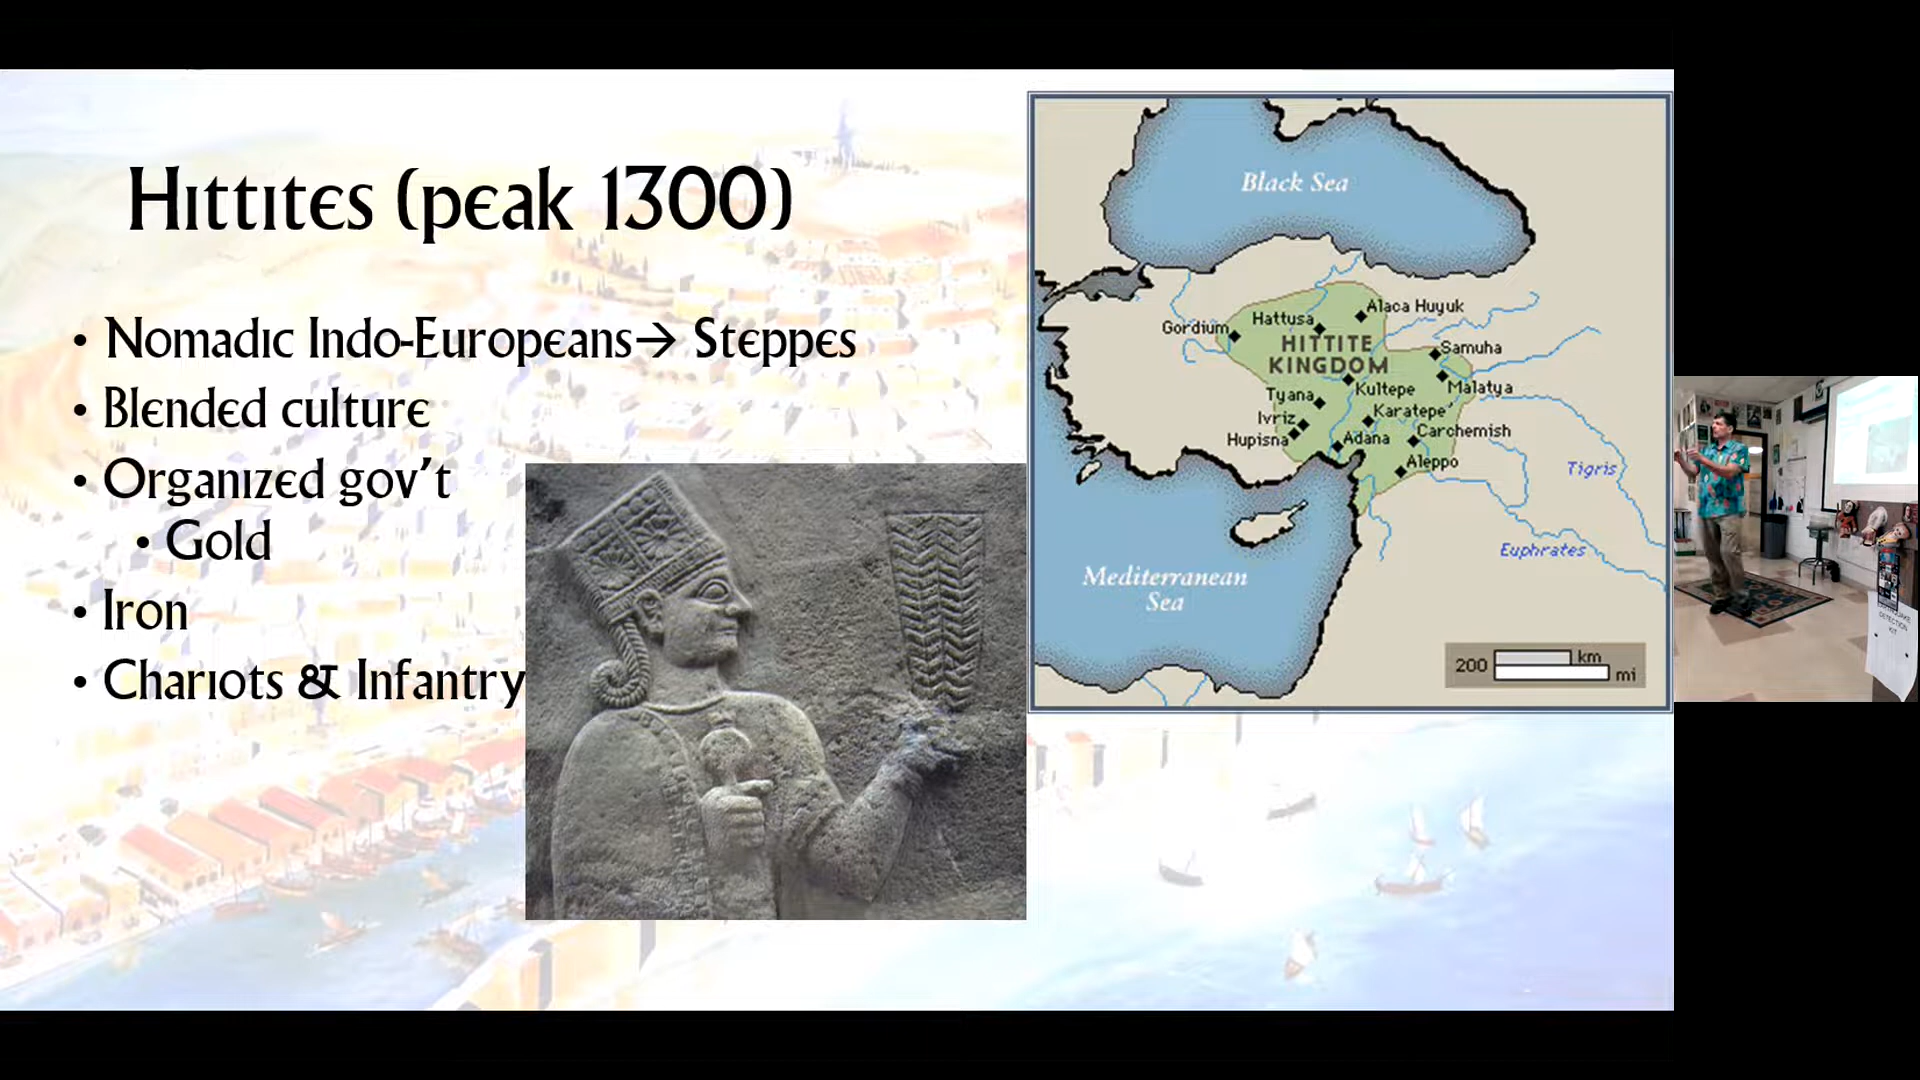 Hittites (peak 1300)
• Nomadic Indo-Europeans→ Steppes
• Blended culture
• Organized gov't
• Gold
• Iron
• Chariots & Infantry
Black Sea
Alaca Huyuk
Hattusa
Gordium
HITTITE
KINGDOM
Samuha
Malatya
Kultepe
Tyana
Karatepe
Ivriz
Carchemish
Hupisna
Adana
Aleppo
Tigris
Euphrates
Mediterranean
Sea
200 km
mi
DETECTION
KIT